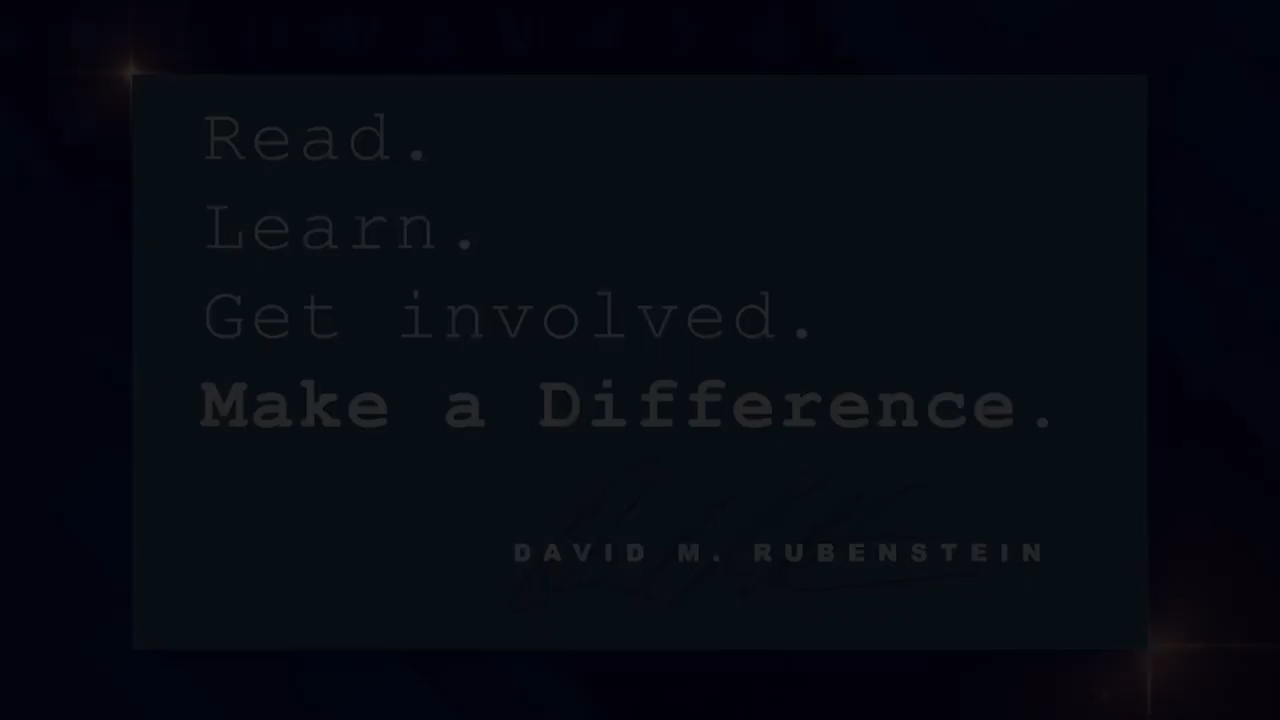 Read.
Learn.
Get involved.
Make a Difference.
DAVID M. RUBENSTEIN